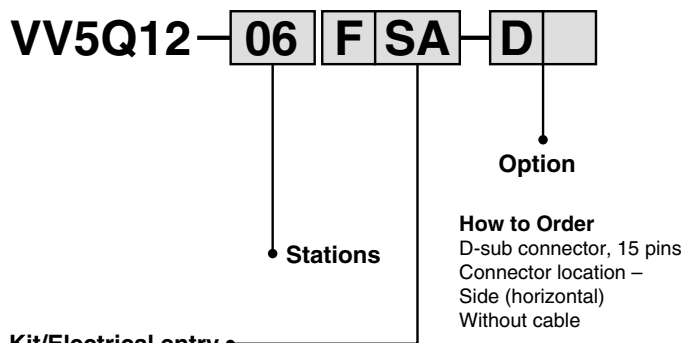 VV5Q12–06 F SA–D
Option
How to Order
D-sub connector, 15 pins
Connector location –
Side (horizontal)
Without cable
Stations
Kit/Electrical entry